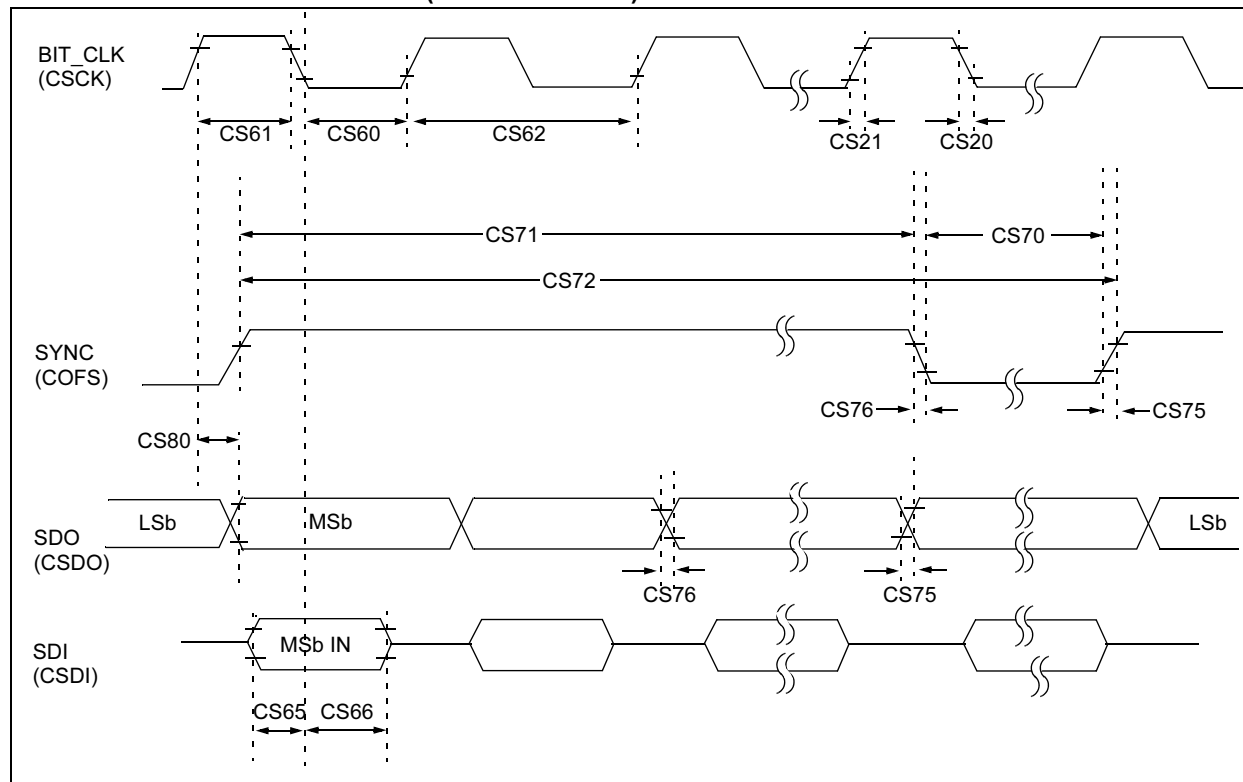 BIT_CLK
(CSCK)
CS61
CS60
CS62
CS21
CS20
CS71
CS70
CS72
SYNC
(COFS)
CS76
CS75
CS80
LSb
MSb
LSb
SDO
(CSDO)
CS76
CS75
MSb IN
SDI
(CSDI)
CS65
CS66